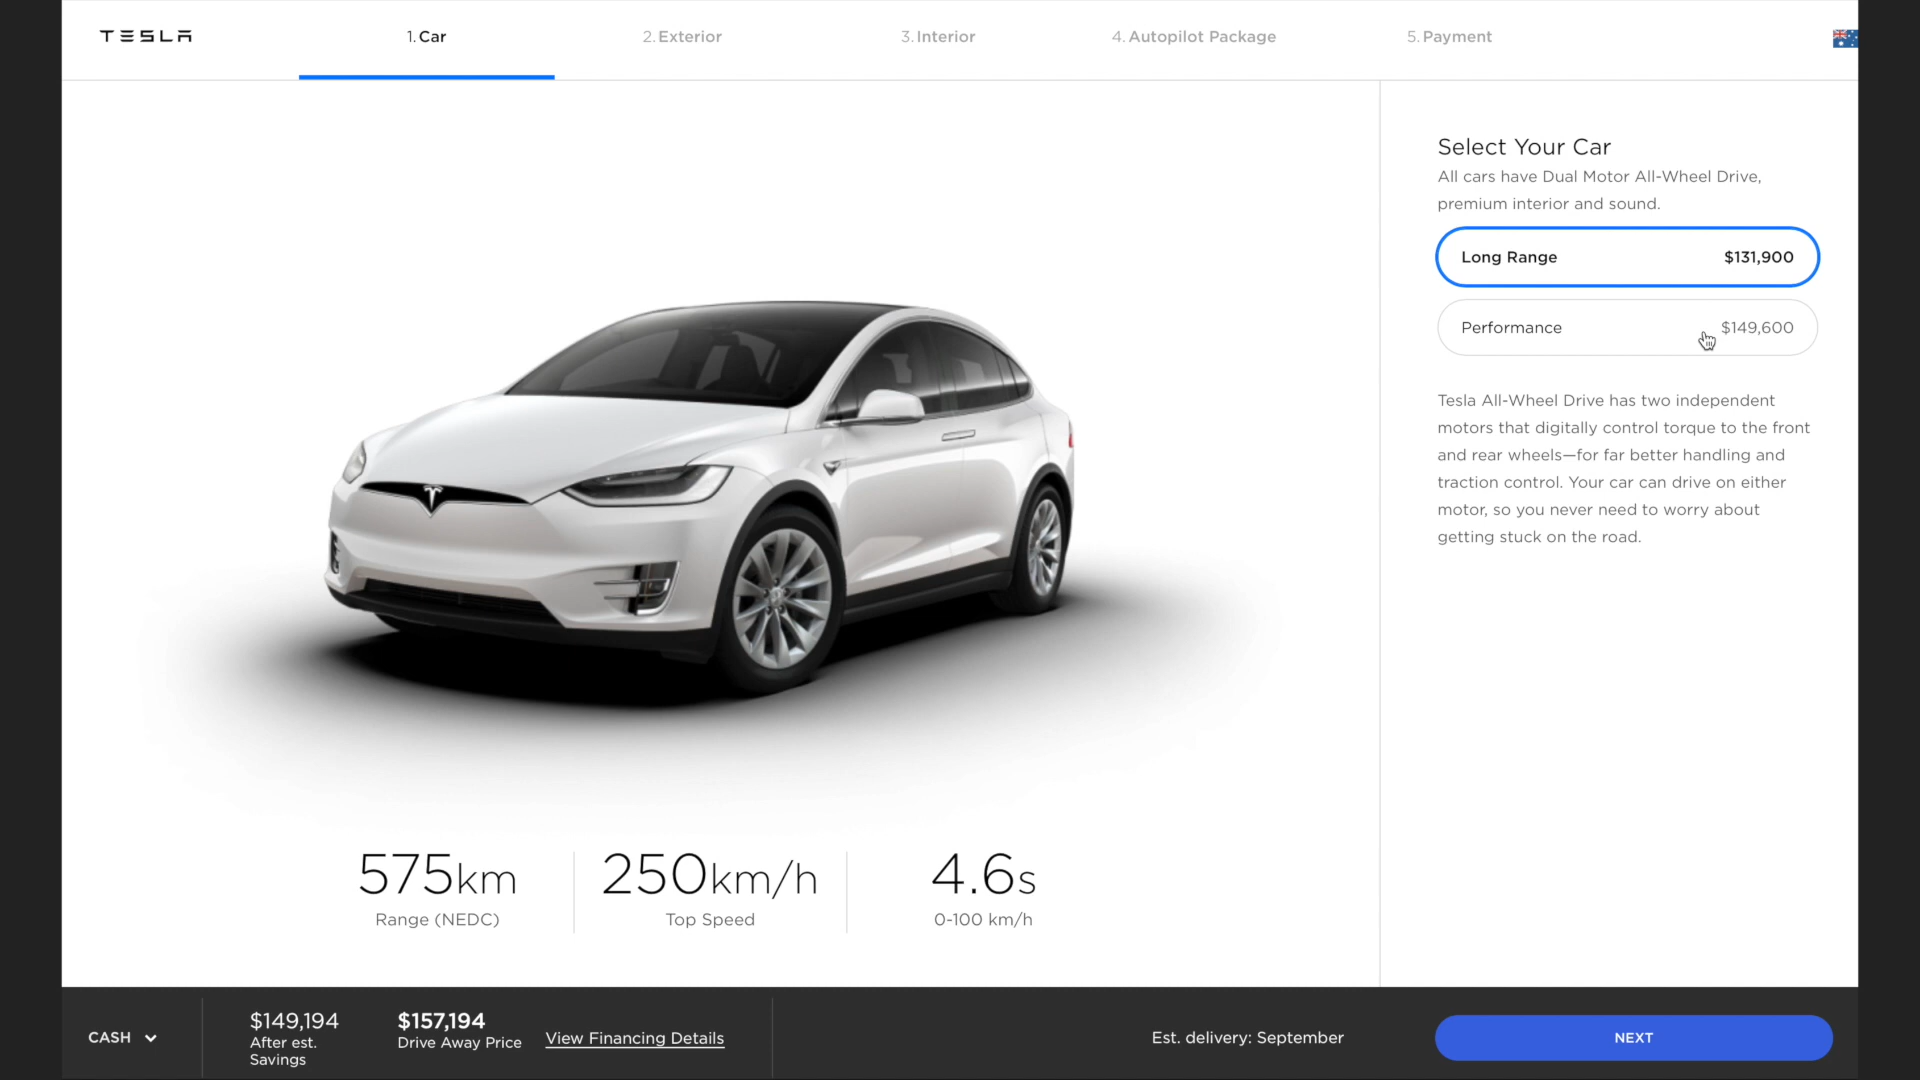 TESLA
1. Car
2. Exterior
3. Interior
4. Autopilot Package
5. Payment
Select Your Car
All cars have Dual Motor All-Wheel Drive,
premium interior and sound.
Long Range $131,900
Performance $149,600
Tesla All-Wheel Drive has two independent
motors that digitally control torque to the front
and rear wheels—for far better handling and
traction control. Your car can drive on either
motor, so you never need to worry about
getting stuck on the road.
575km
Range (NEDC)
250km/h
Top Speed
4.6s
0-100 km/h
CASH
$149,194
After est.
Savings
$157,194
Drive Away Price
View Financing Details
Est. delivery: September
NEXT